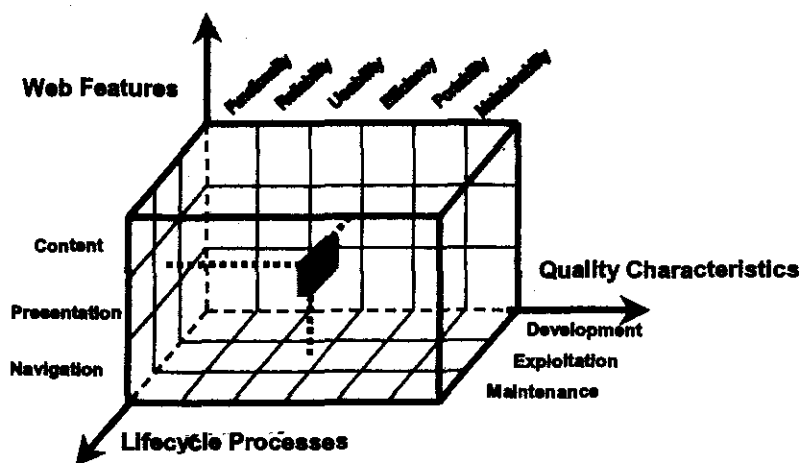 Web Features
Functionality
Reliability
Usability
Efficiency
Portability
Maintainability
Content
Presentation
Navigation
Quality Characteristics
Development
Exploitation
Maintenance
Lifecycle Processes